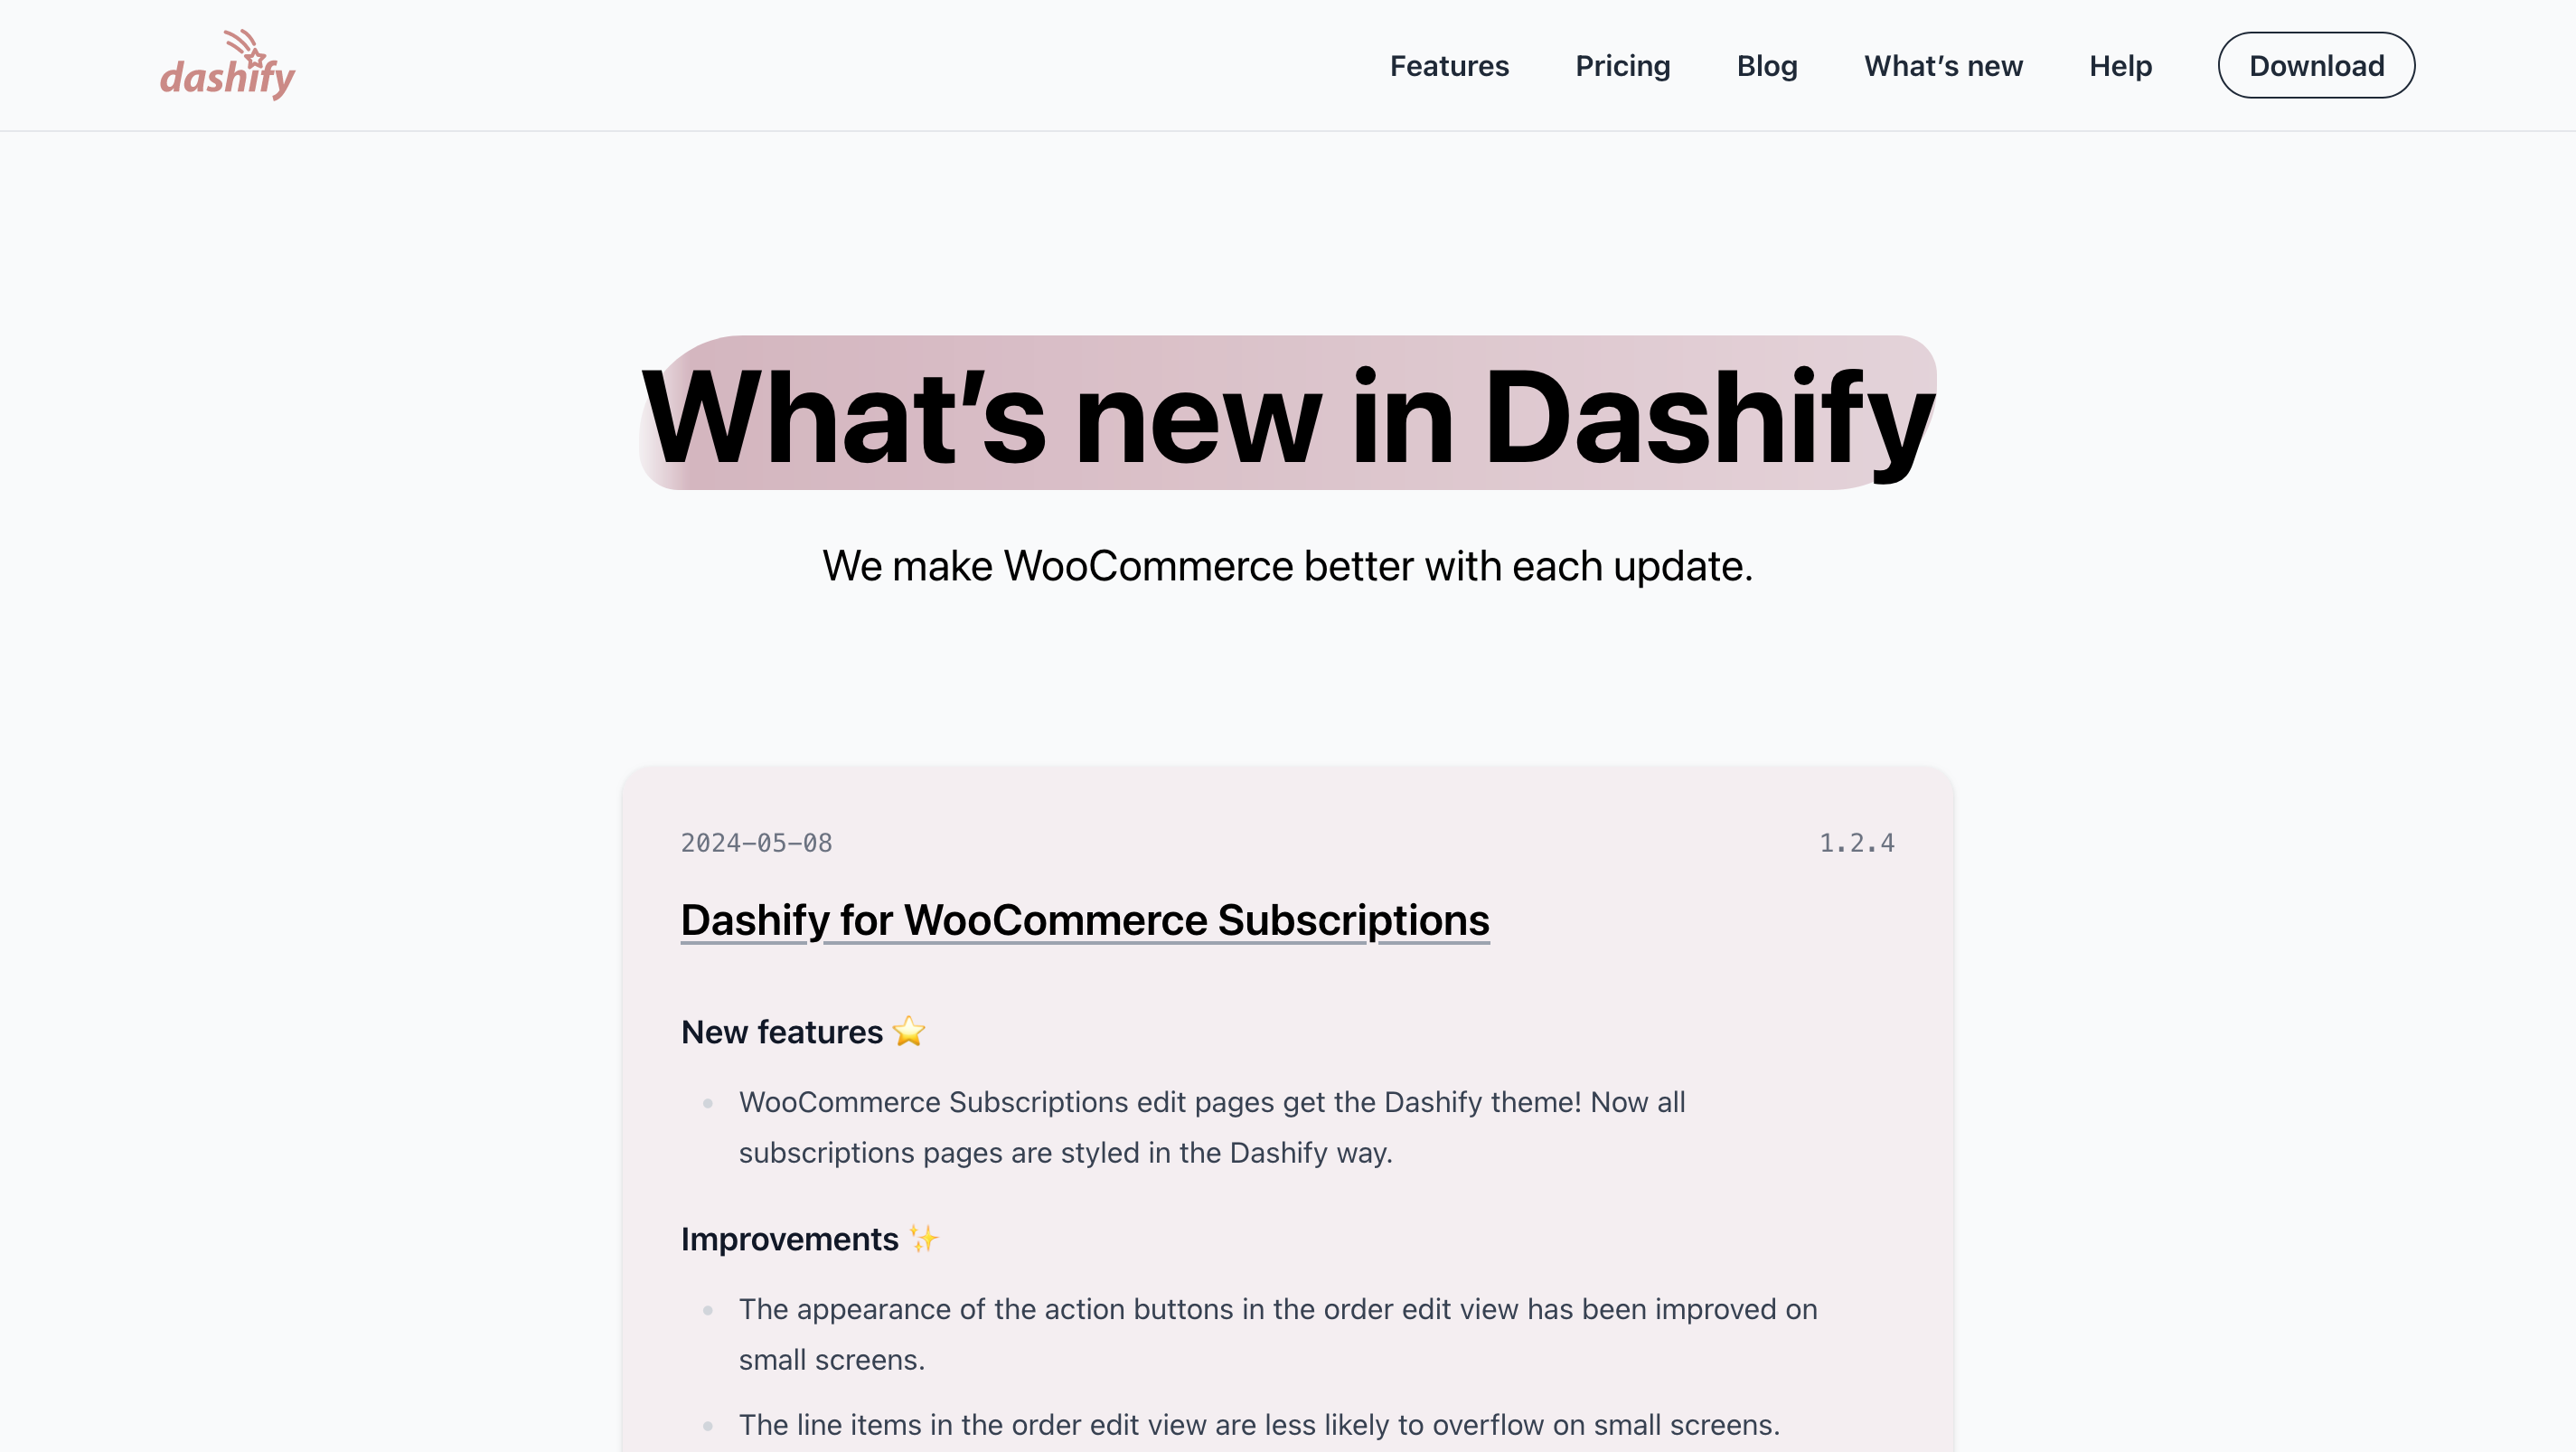 dashify
Features
Pricing
Blog
What’s new
Help
Download
What’s new in Dashify
We make WooCommerce better with each update.
2024-05-08
1.2.4
Dashify for WooCommerce Subscriptions
New features ⭐
WooCommerce Subscriptions edit pages get the Dashify theme! Now all
subscriptions pages are styled in the Dashify way.
Improvements ✨
The appearance of the action buttons in the order edit view has been improved on
small screens.
The line items in the order edit view are less likely to overflow on small screens.